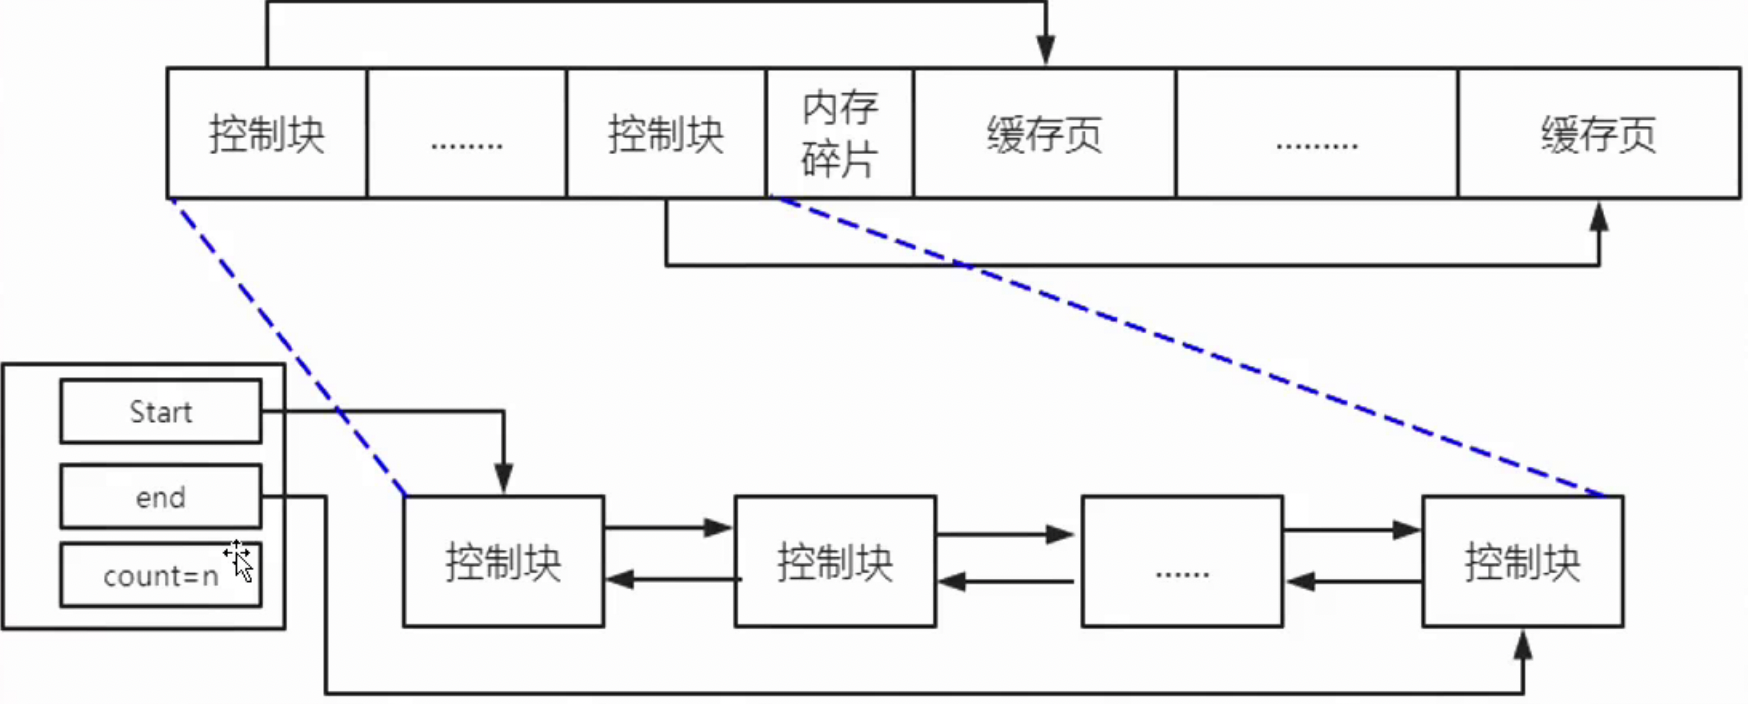 控制块
........
控制块
内存
碎片
缓存页
.........
缓存页
Start
end
count=n
控制块
控制块
......
控制块